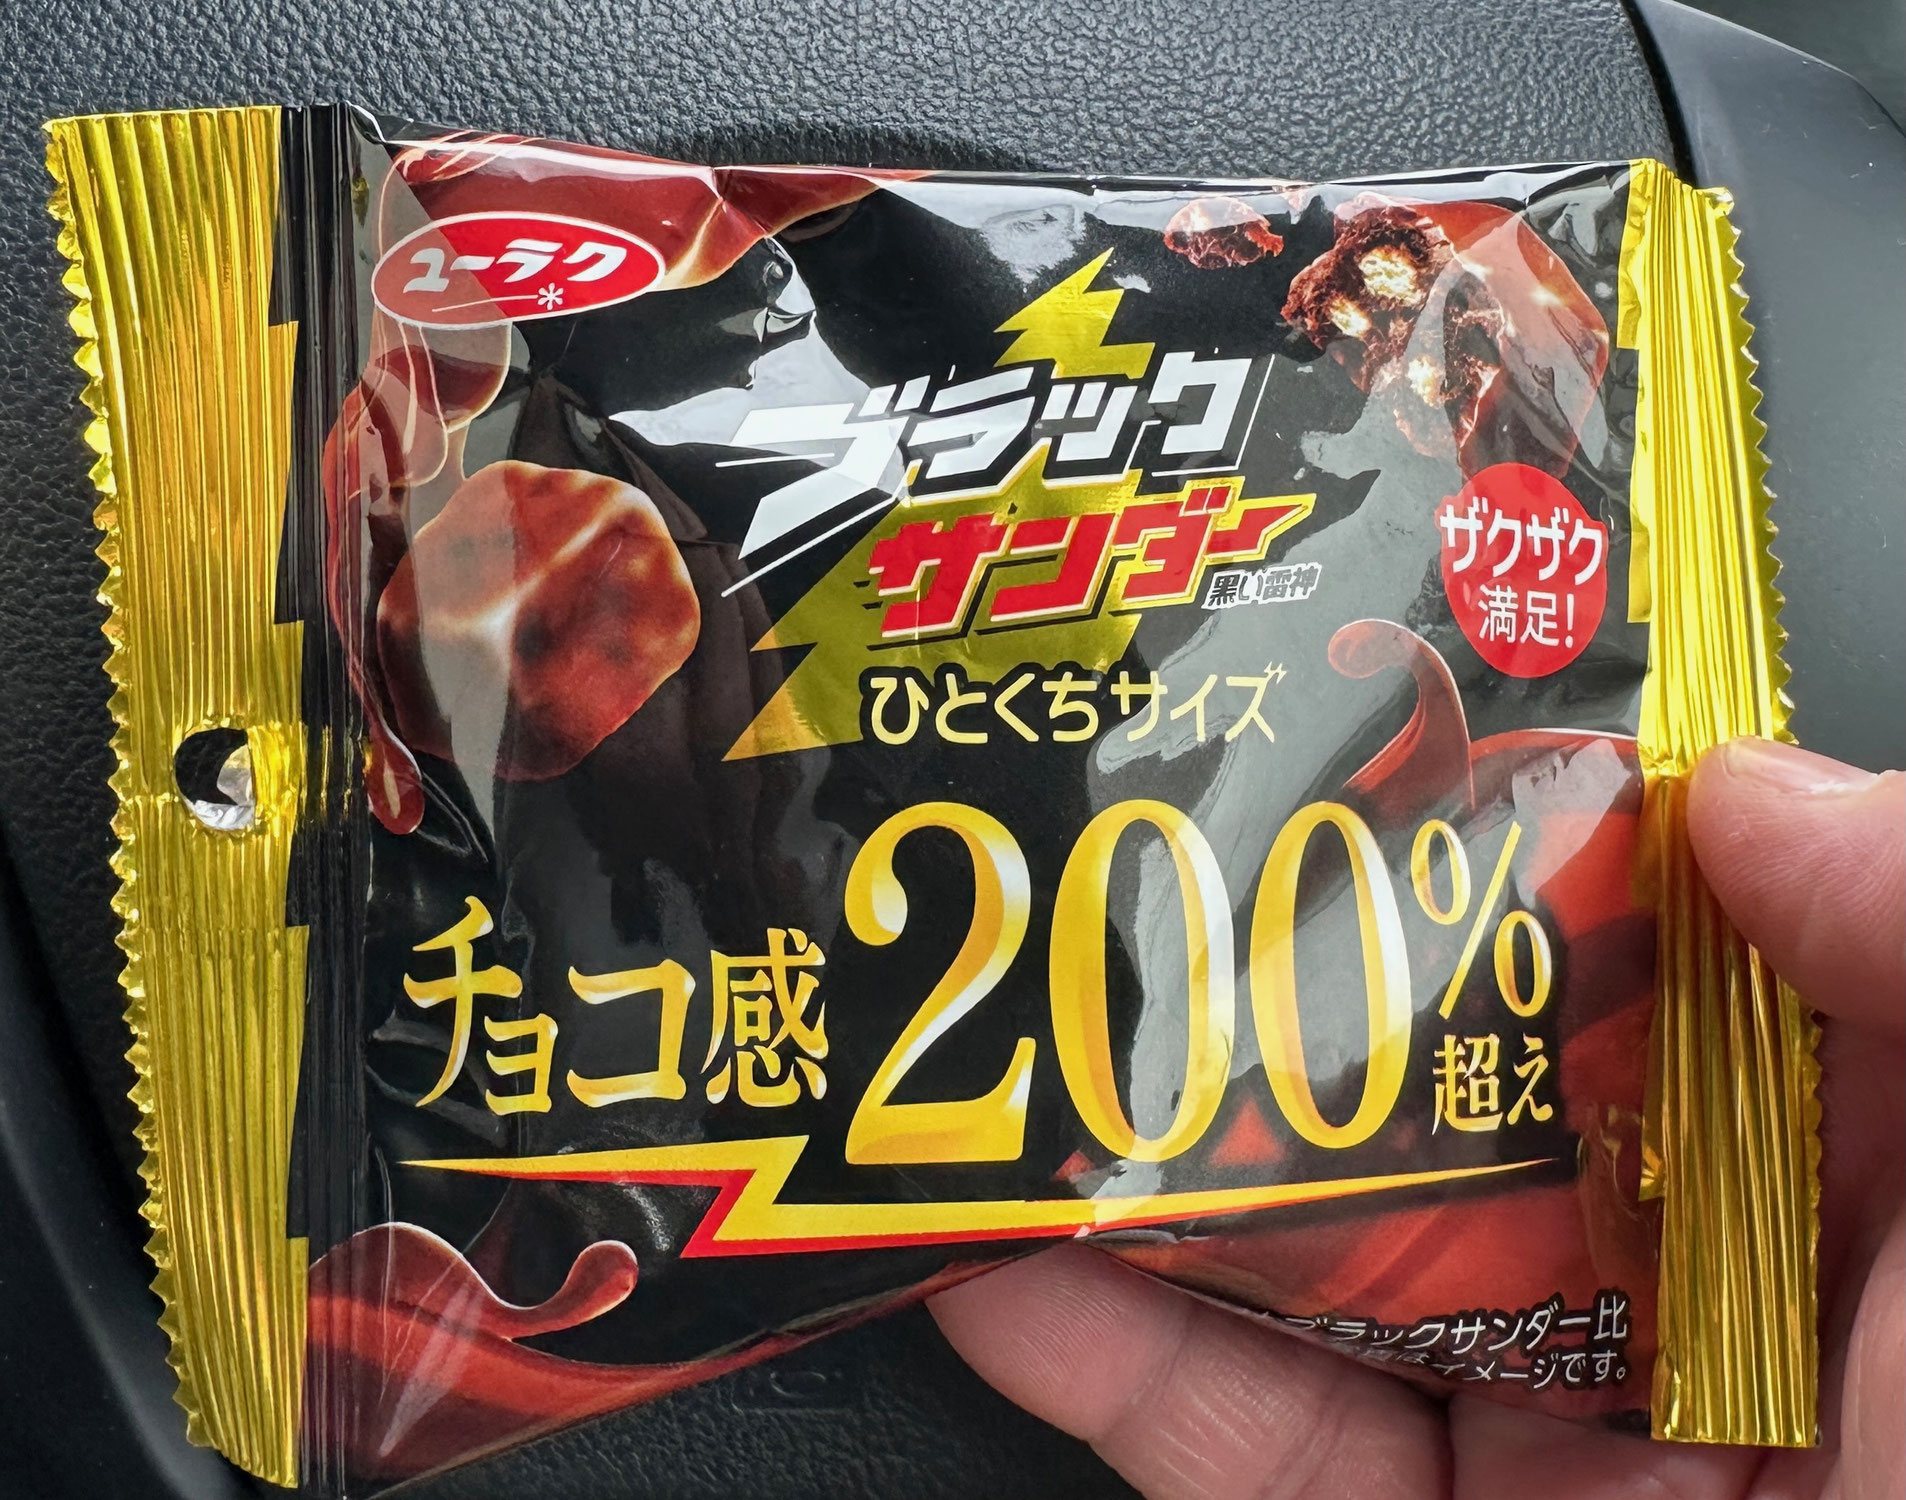 ユーラク
ブラック
サンダー
黒い雷神
ひとくちサイズ
ザクザク
満足!
チョコ感200%
超え
ブラックサンダー比
イメージです。